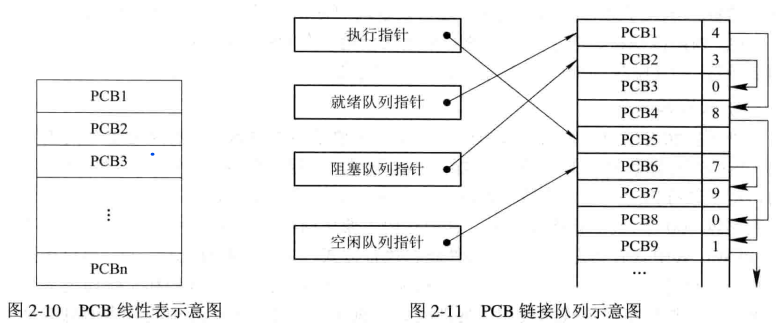 PCB1
PCB2
PCB3
⋮
PCBn
图 2-10 PCB 线性表示意图
执行指针
就绪队列指针
阻塞队列指针
空闲队列指针
PCB1 4
PCB2 3
PCB3 0
PCB4 8
PCB5
PCB6 7
PCB7 9
PCB8 0
PCB9 1
…
图 2-11 PCB 链接队列示意图